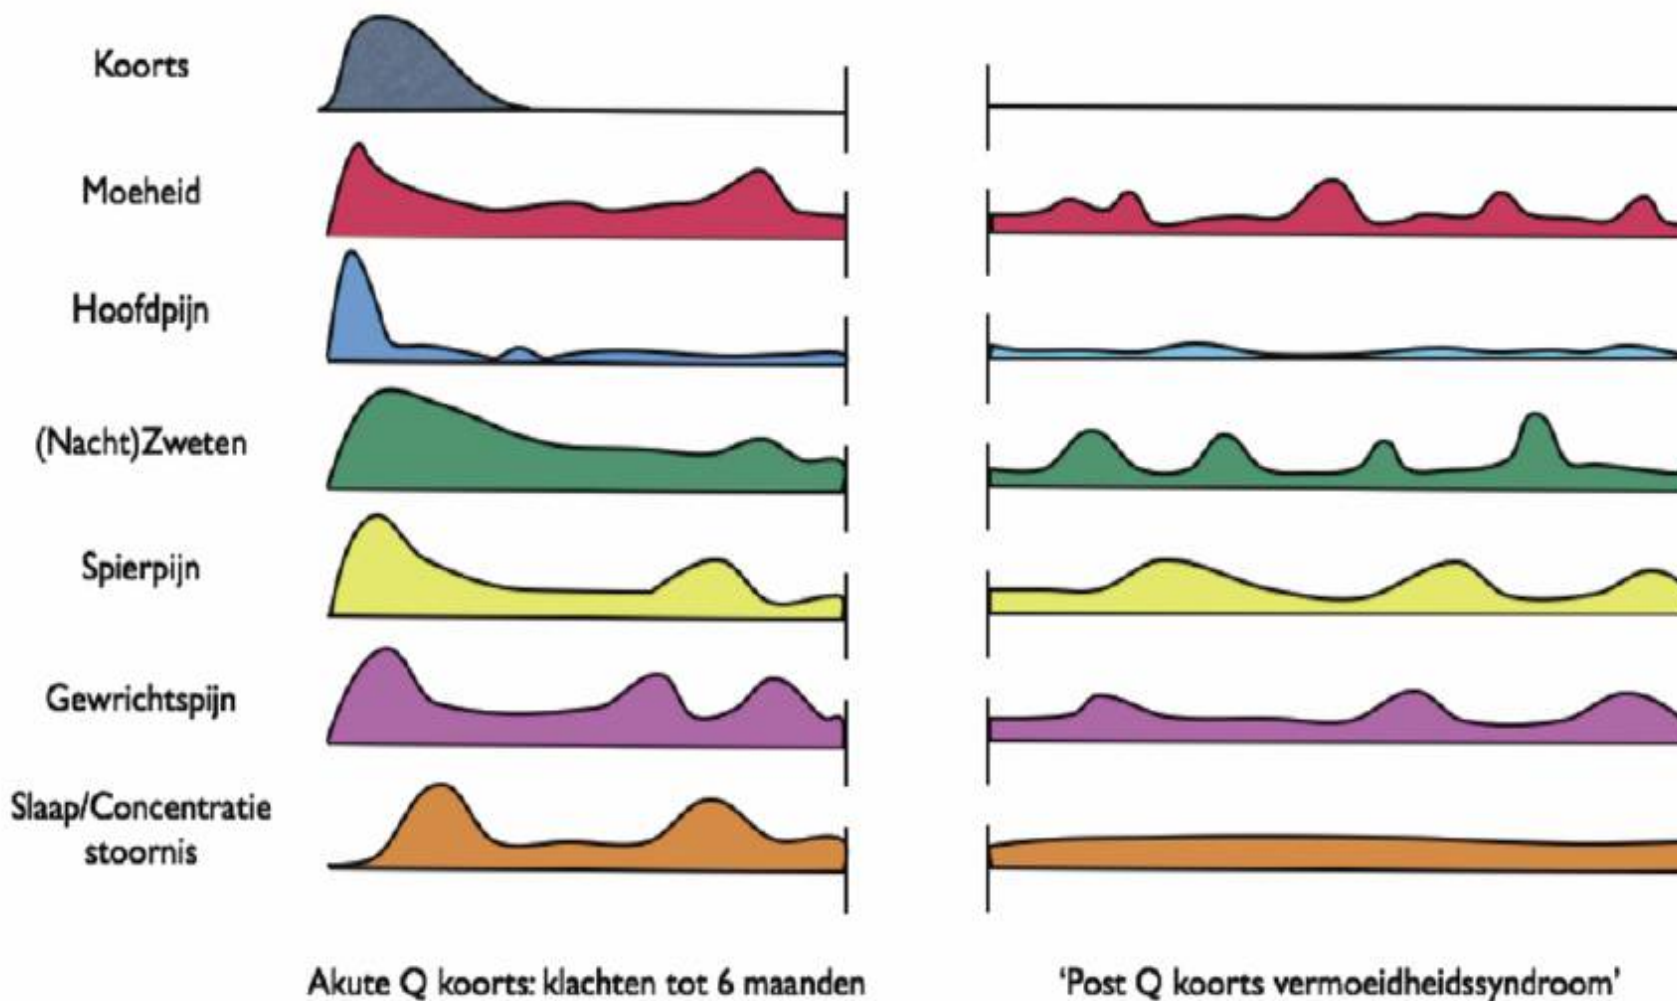 Koorts
Moeheid
Hoofdpijn
(Nacht)Zweten
Spierpijn
Gewrichtspijn
Slaap/Concentratie
stoornis
Akute Q koorts: klachten tot 6 maanden
‘Post Q koorts vermoeidheidssyndroom’